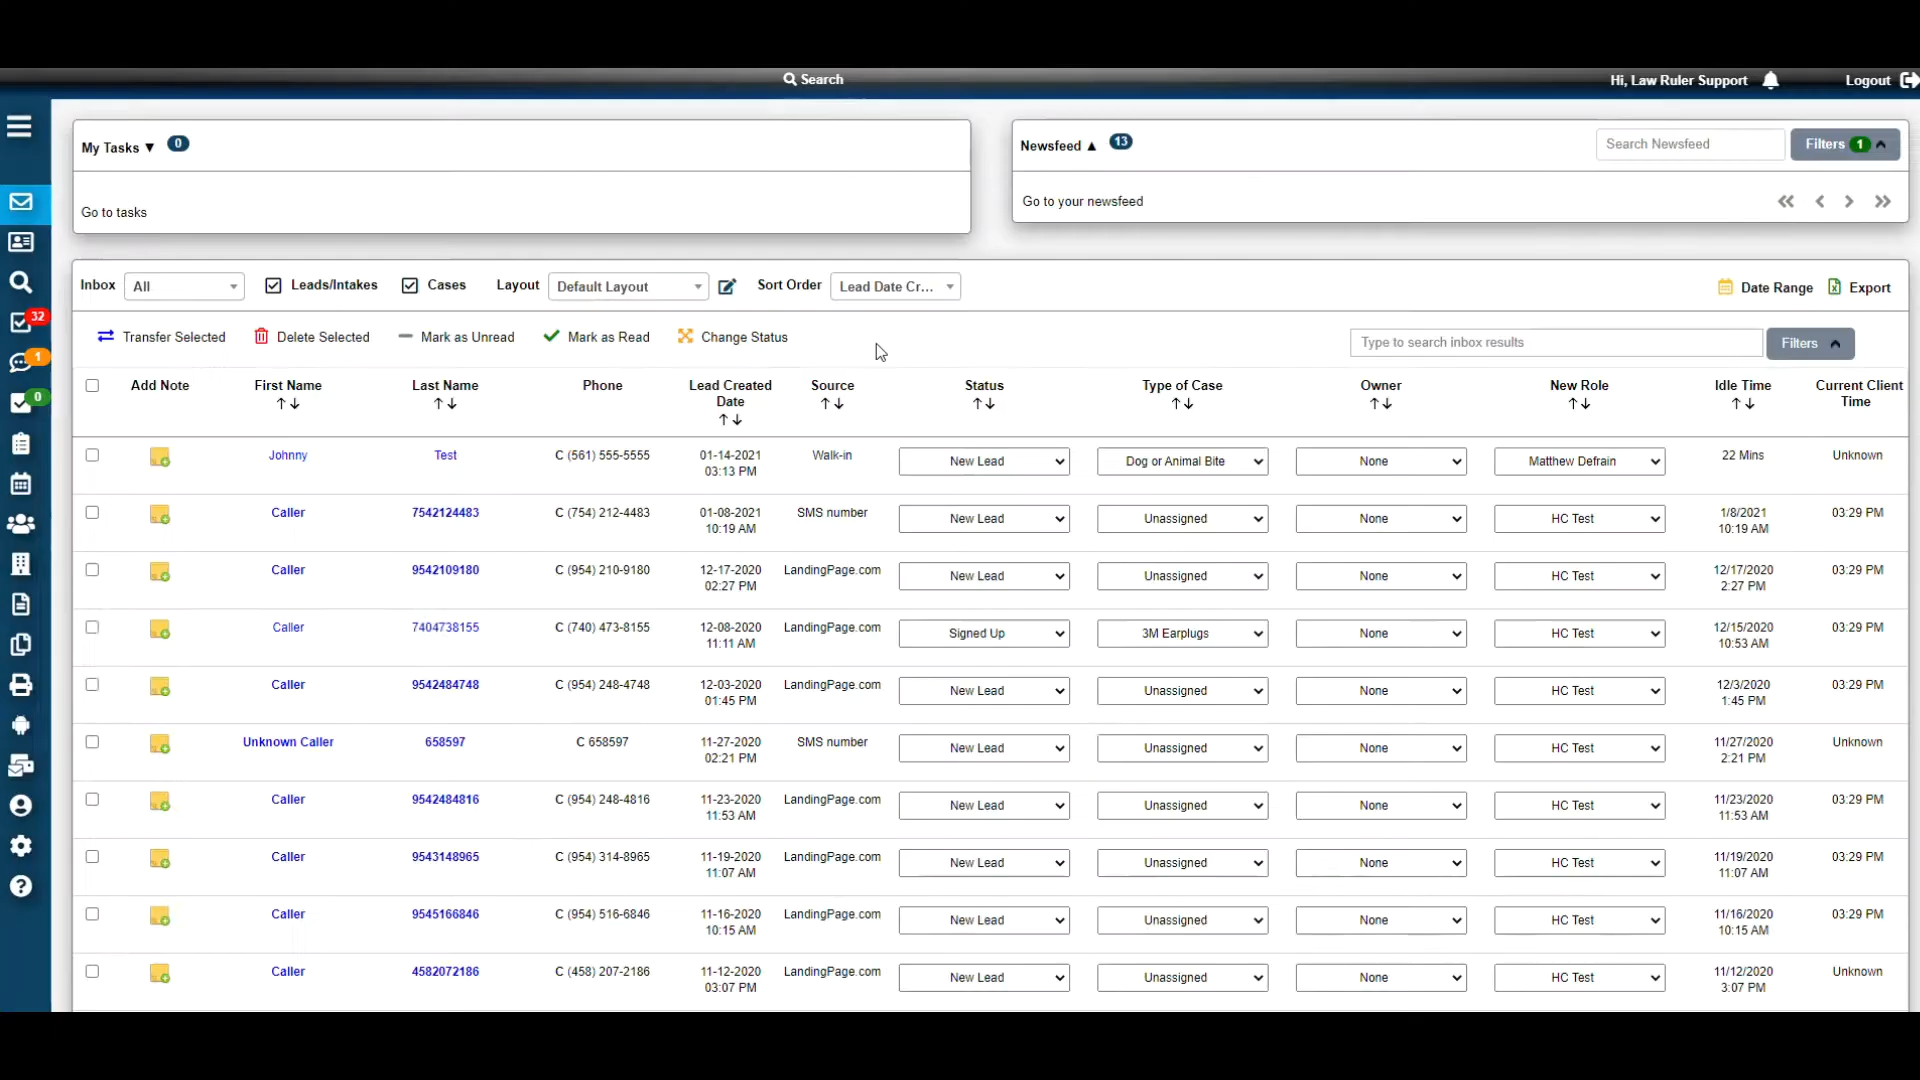 Search
Hi, Law Ruler Support
Logout
My Tasks ▼ 0
Go to tasks
Newsfeed ▲ 13
Search Newsfeed
Filters 1
Go to your newsfeed
Inbox All
Leads/Intakes
Cases
Layout Default Layout
Sort Order Lead Date Cr...
Date Range
Export
Transfer Selected
Delete Selected
Mark as Unread
Mark as Read
Change Status
Type to search inbox results
Filters
32
1
0
Add Note First Name Last Name Phone Lead Created Source Status Type of Case Owner New Role Idle Time Current Client
Date Time
Johnny Test C (561) 555-5555 01-14-2021 Walk-in New Lead Dog or Animal Bite None Matthew Defrain 22 Mins Unknown
03:13 PM
Caller 7542124483 C (754) 212-4483 01-08-2021 SMS number New Lead Unassigned None HC Test 1/8/2021 03:29 PM
10:19 AM 10:19 AM
Caller 9542109180 C (954) 210-9180 12-17-2020 LandingPage.com New Lead Unassigned None HC Test 12/17/2020 03:29 PM
02:27 PM 2:27 PM
Caller 7404738155 C (740) 473-8155 12-08-2020 LandingPage.com Signed Up 3M Earplugs None HC Test 12/15/2020 03:29 PM
11:11 AM 10:53 AM
Caller 9542484748 C (954) 248-4748 12-03-2020 LandingPage.com New Lead Unassigned None HC Test 12/3/2020 03:29 PM
01:45 PM 1:45 PM
Unknown Caller 658597 C 658597 11-27-2020 SMS number New Lead Unassigned None HC Test 11/27/2020 Unknown
02:21 PM 2:21 PM
Caller 9542484816 C (954) 248-4816 11-23-2020 LandingPage.com New Lead Unassigned None HC Test 11/23/2020 03:29 PM
11:53 AM 11:53 AM
Caller 9543148965 C (954) 314-8965 11-19-2020 LandingPage.com New Lead Unassigned None HC Test 11/19/2020 03:29 PM
11:07 AM 11:07 AM
Caller 9545166846 C (954) 516-6846 11-16-2020 LandingPage.com New Lead Unassigned None HC Test 11/16/2020 03:29 PM
10:15 AM 10:15 AM
Caller 4582072186 C (458) 207-2186 11-12-2020 LandingPage.com New Lead Unassigned None HC Test 11/12/2020 Unknown
03:07 PM 3:07 PM